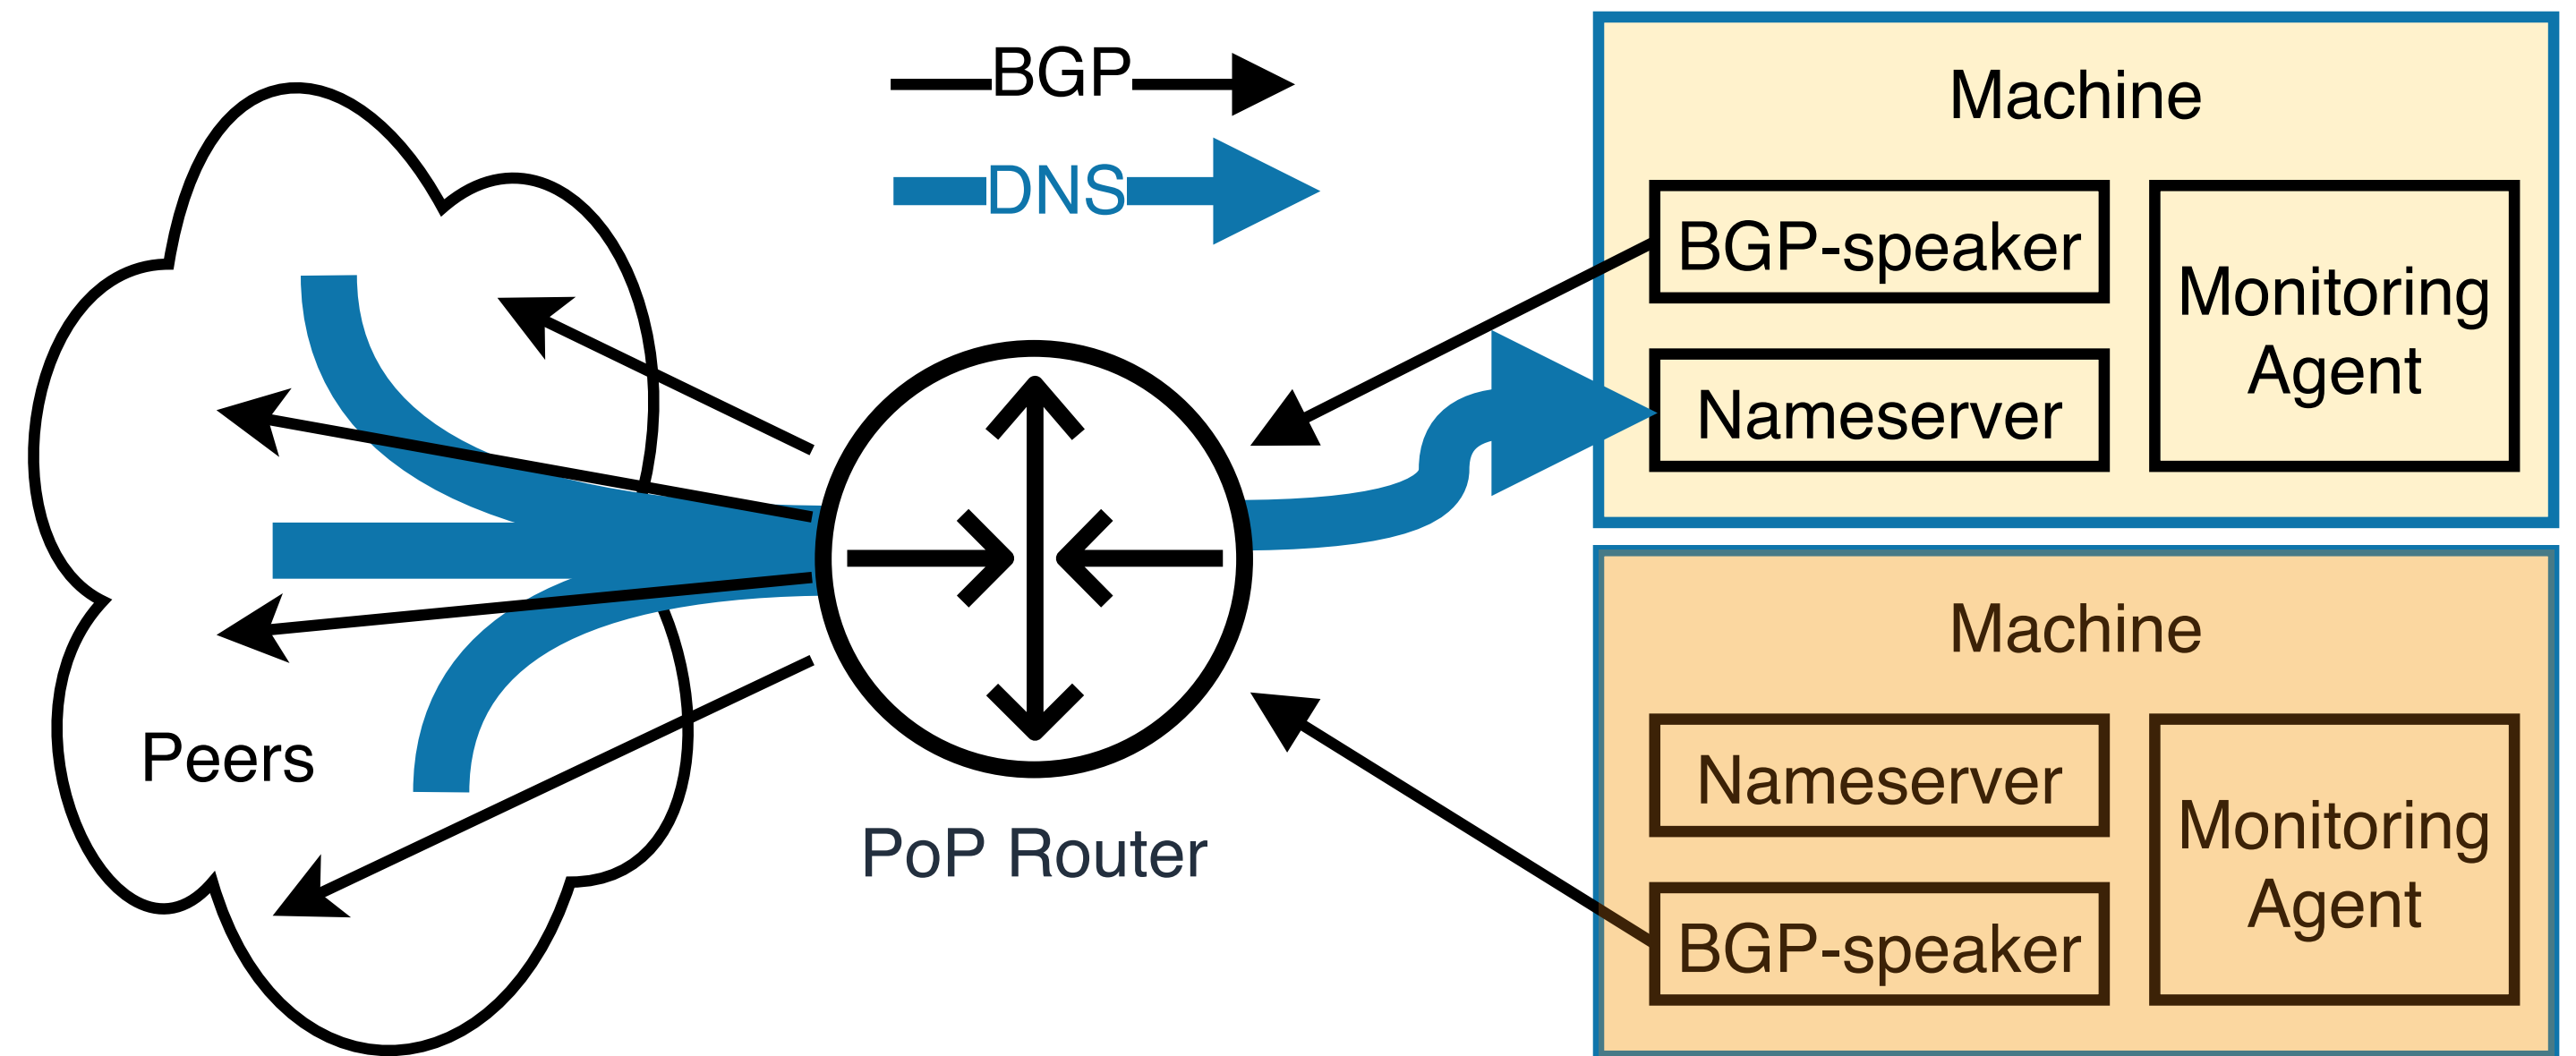 BGP
DNS
Peers
PoP Router
Machine
BGP-speaker
Nameserver
Monitoring
Agent
Machine
Nameserver
BGP-speaker
Monitoring
Agent